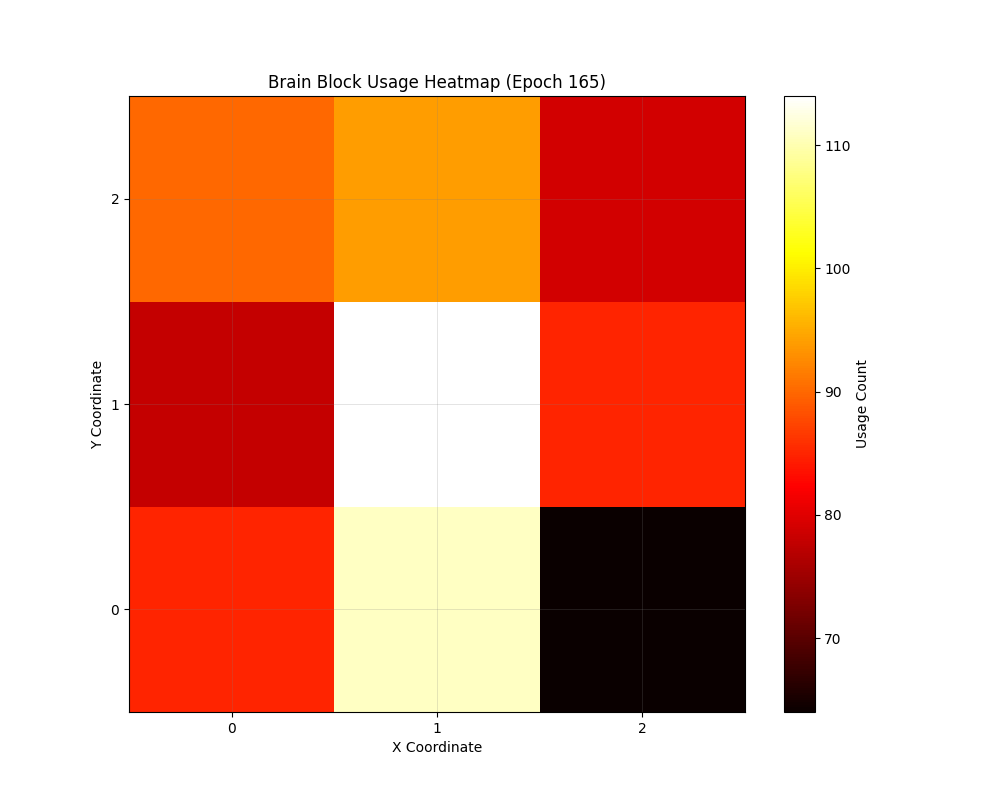 Brain Block Usage Heatmap (Epoch 165)
2
1
0
Y Coordinate
0 1 2
X Coordinate
110
100
90
80
70
Usage Count